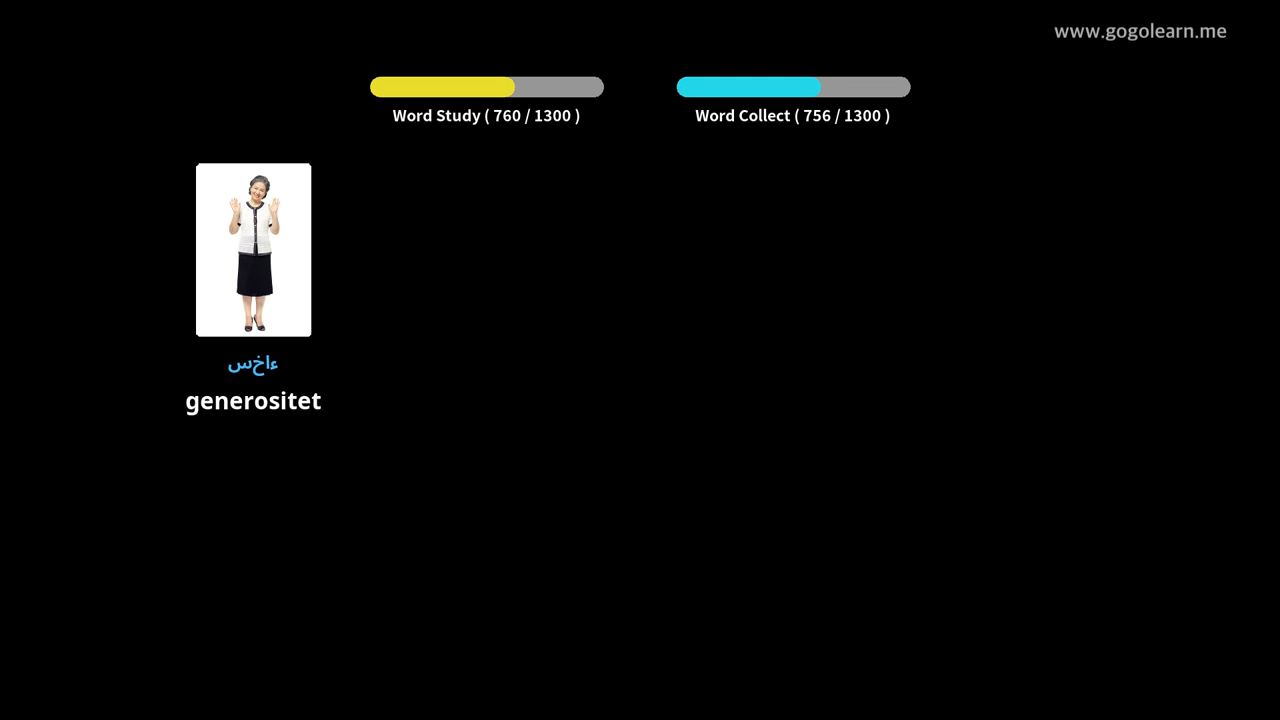 www.gogolearn.me
Word Study ( 760 / 1300 )
Word Collect ( 756 / 1300 )
ءاخس
generositet